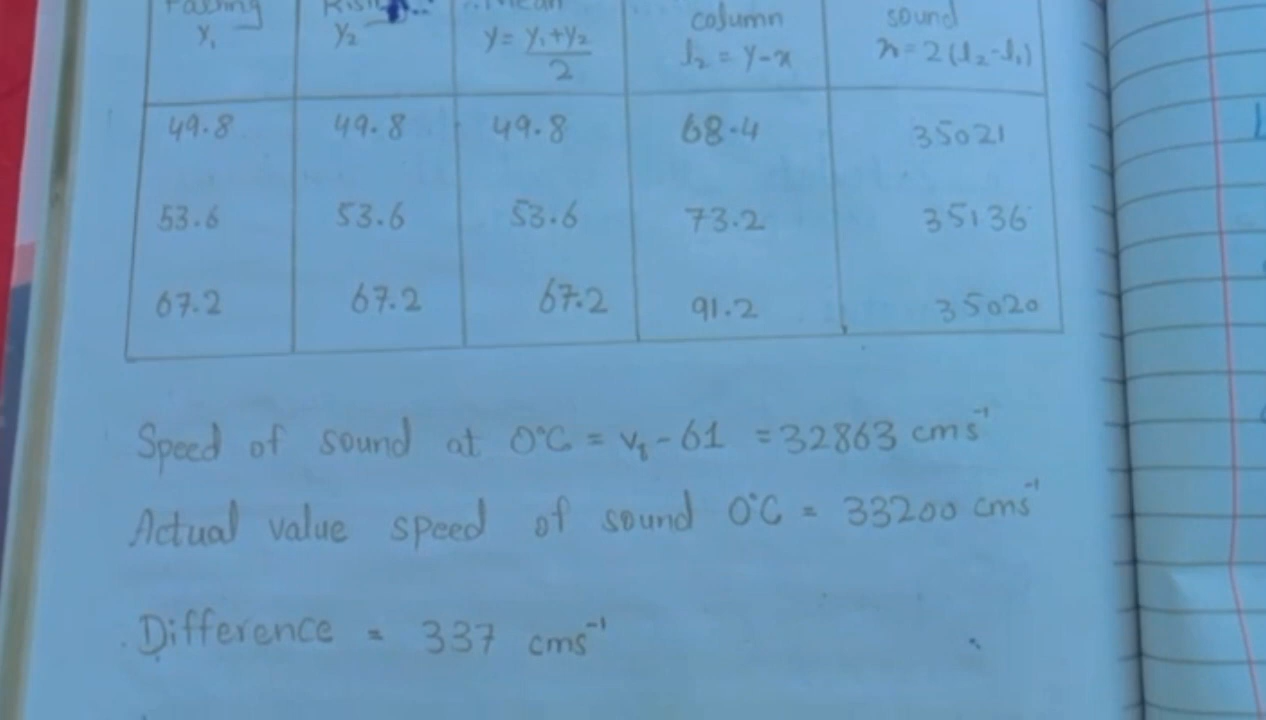 Falling
y₁
y₂
Mean
y = y₁+y₂
2
column
l₂ = y-x
sound
n = 2(l₂-l₁)
49.8 49.8 49.8 68.4 35021
53.6 53.6 53.6 73.2 35136
67.2 67.2 67.2 91.2 35020
Speed of sound at 0°C = vₜ - 61 = 32863 cms⁻¹
Actual value speed of sound 0°C = 33200 cms⁻¹
Difference = 337 cms⁻¹